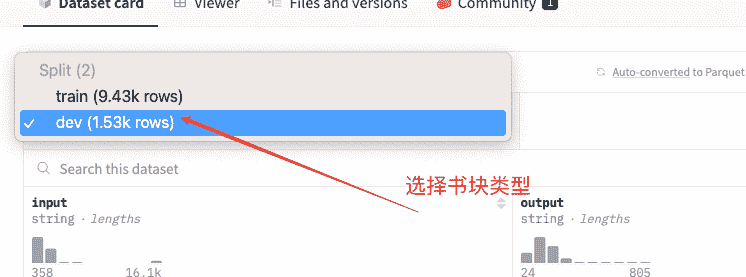 Dataset card Viewer Files and versions Community 1
Split (2)
train (9.43k rows)
dev (1.53k rows)
Auto-converted to Parquet
Search this dataset
选择书块类型
input
string · lengths
358 16.1k
output
string · lengths
24 805